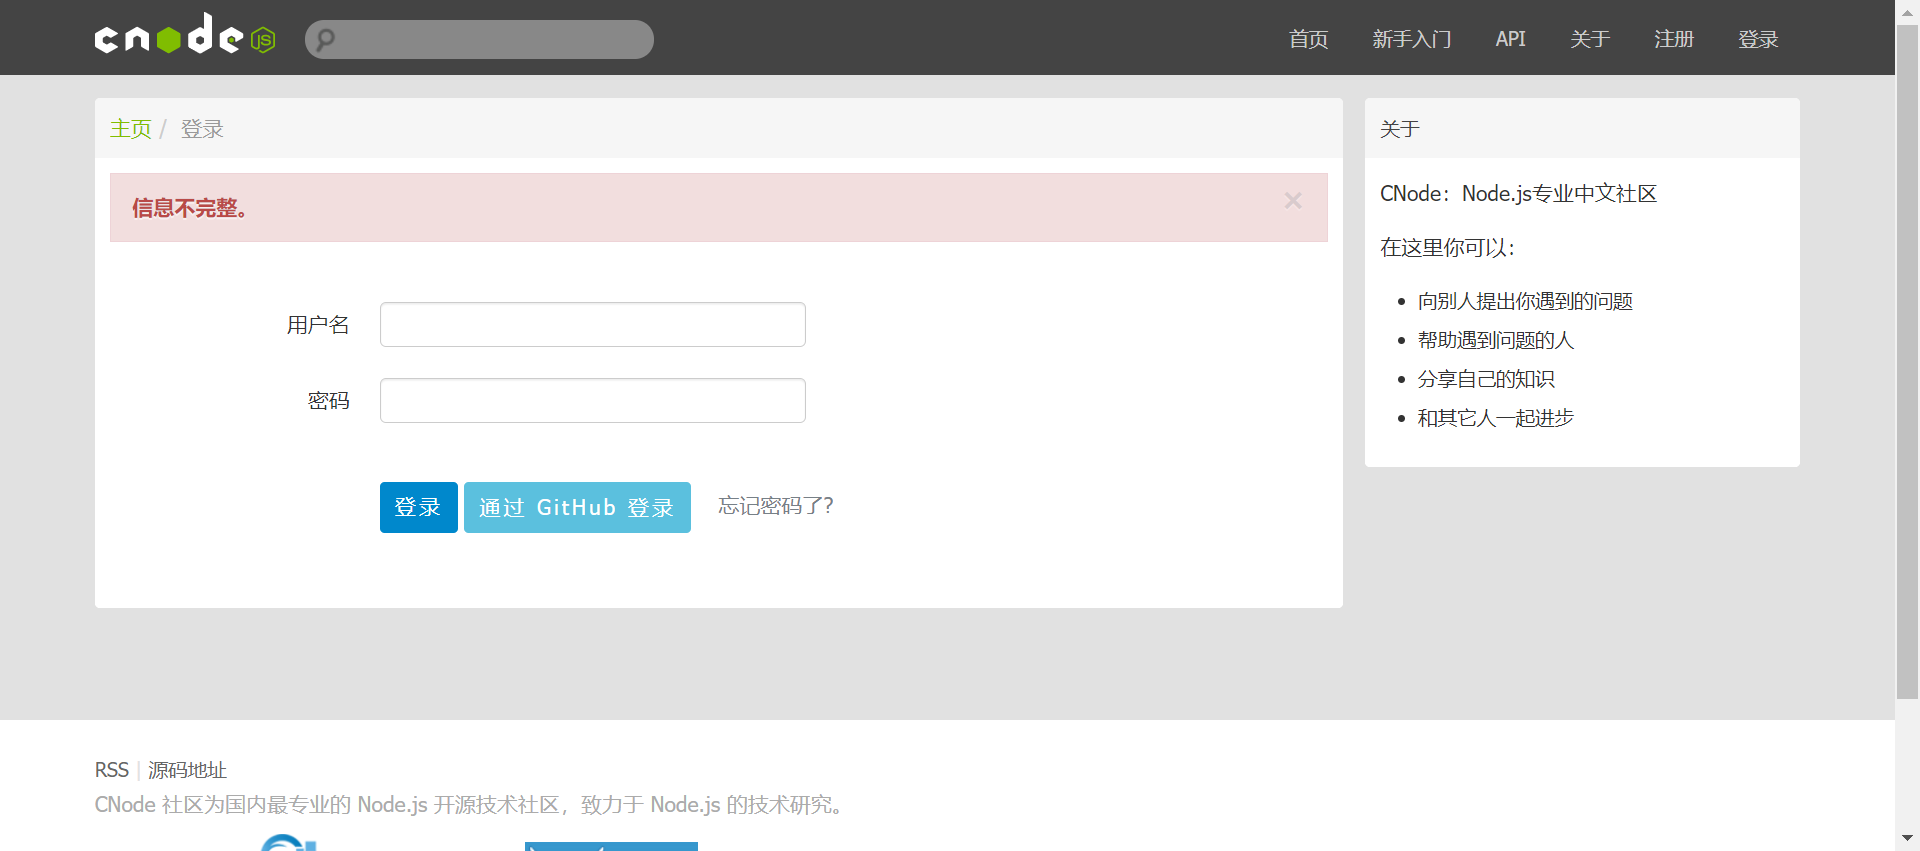 cnode JS
首页 新手入门 API 关于 注册 登录
主页 / 登录
信息不完整。 ×
用户名
密码
登录 通过 GitHub 登录 忘记密码了?
关于
CNode：Node.js专业中文社区
在这里你可以：
• 向别人提出你遇到的问题
• 帮助遇到问题的人
• 分享自己的知识
• 和其它人一起进步
RSS | 源码地址
CNode 社区为国内最专业的 Node.js 开源技术社区，致力于 Node.js 的技术研究。